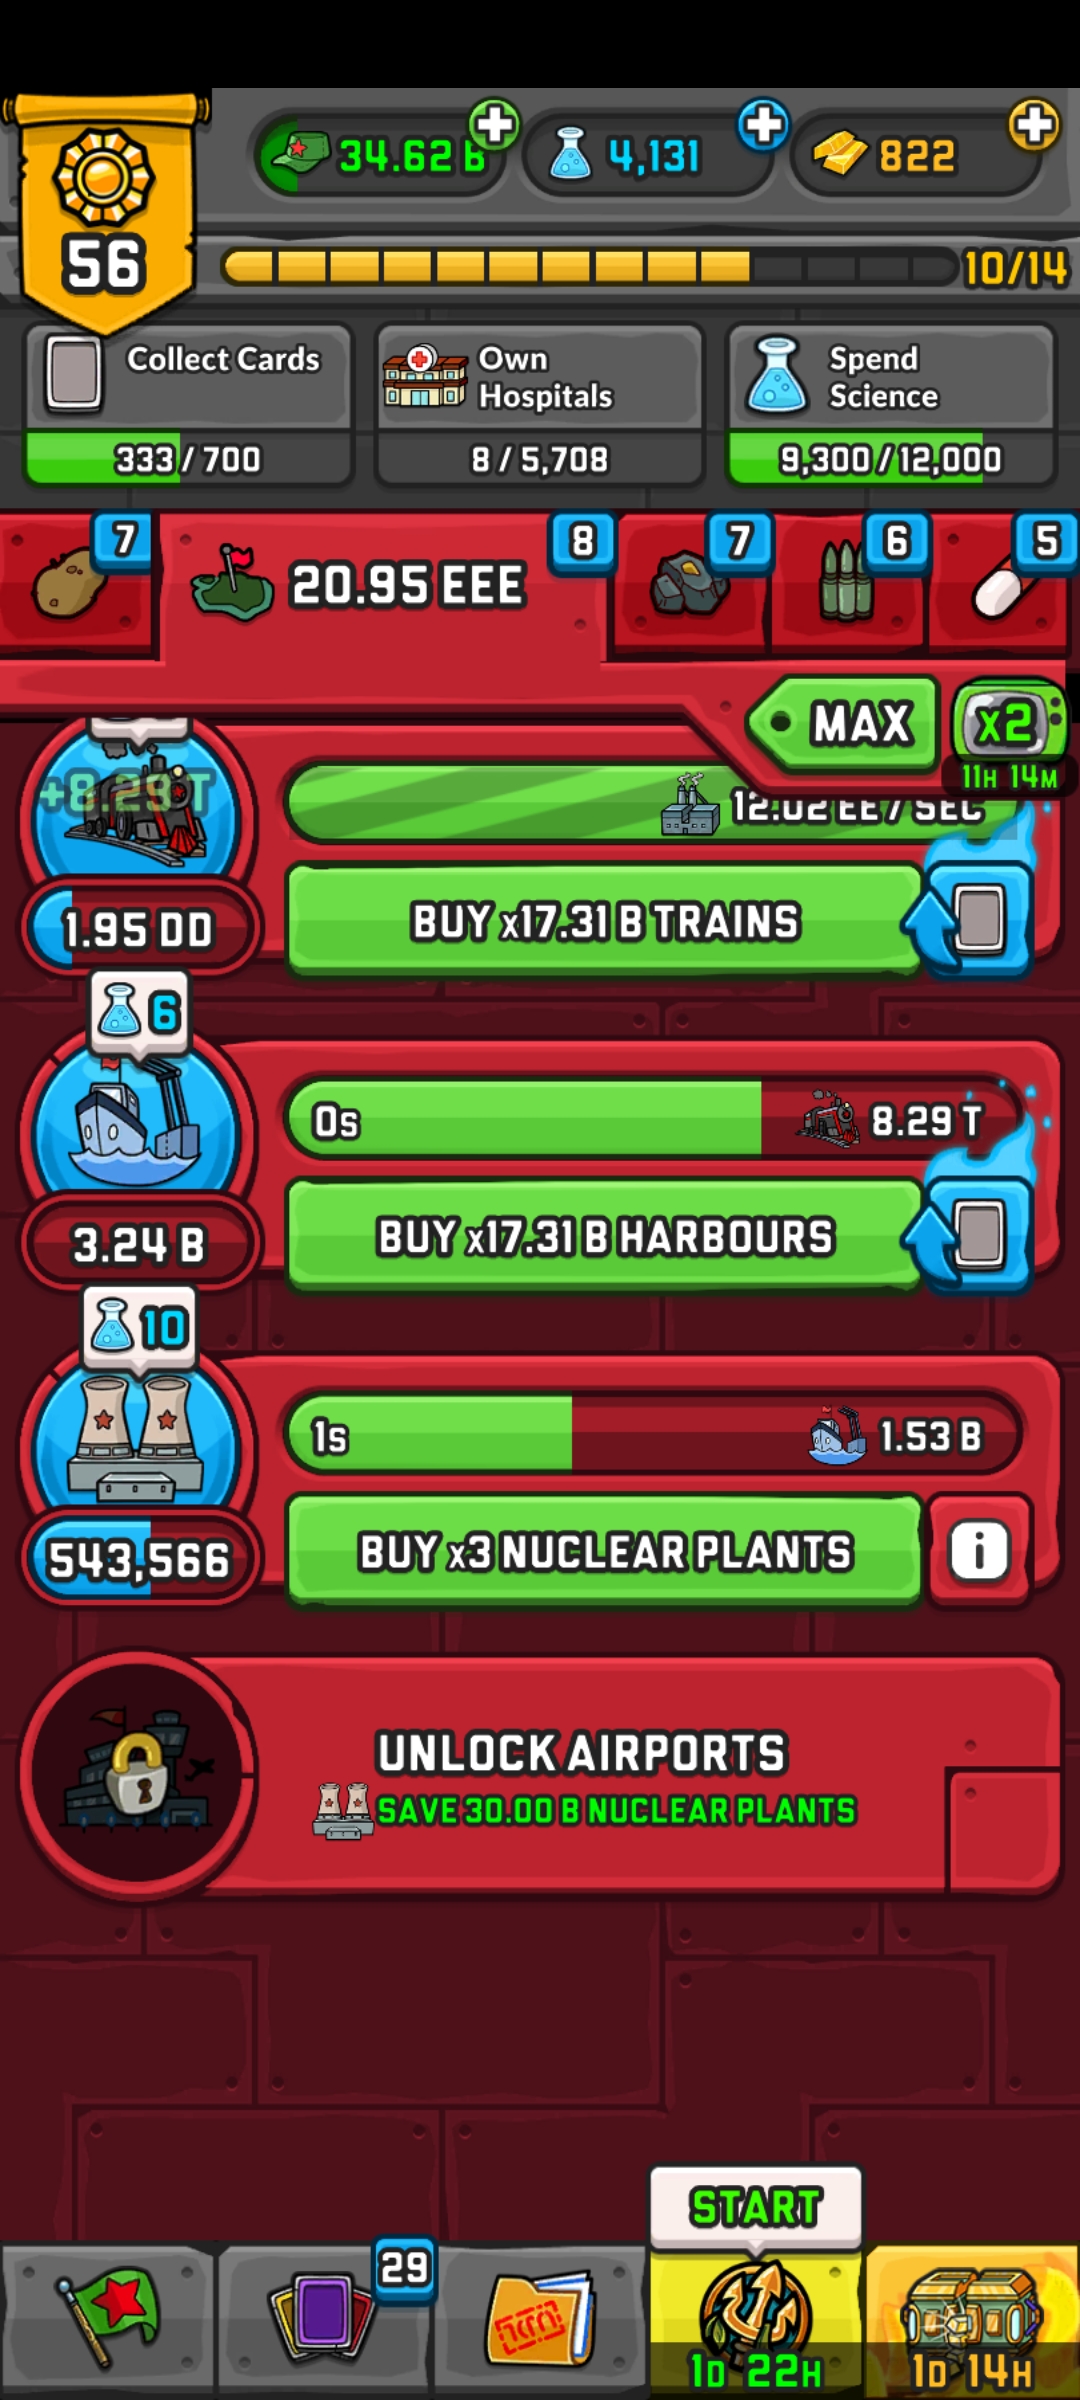 34.62 B
4,131
822
56
10/14
Collect Cards
333 / 700
Own
Hospitals
8 / 5,708
Spend
Science
9,300 / 12,000
7
20.95 EEE
8
7
6
5
MAX
x2
11H 14M
+8.29 T
12.02 EE / SEC
1.95 DD
BUY x17.31 B TRAINS
6
0s
8.29 T
3.24 B
BUY x17.31 B HARBOURS
10
1s
1.53 B
543,566
BUY x3 NUCLEAR PLANTS
i
UNLOCK AIRPORTS
SAVE 30.00 B NUCLEAR PLANTS
START
29
1D 22H
1D 14H